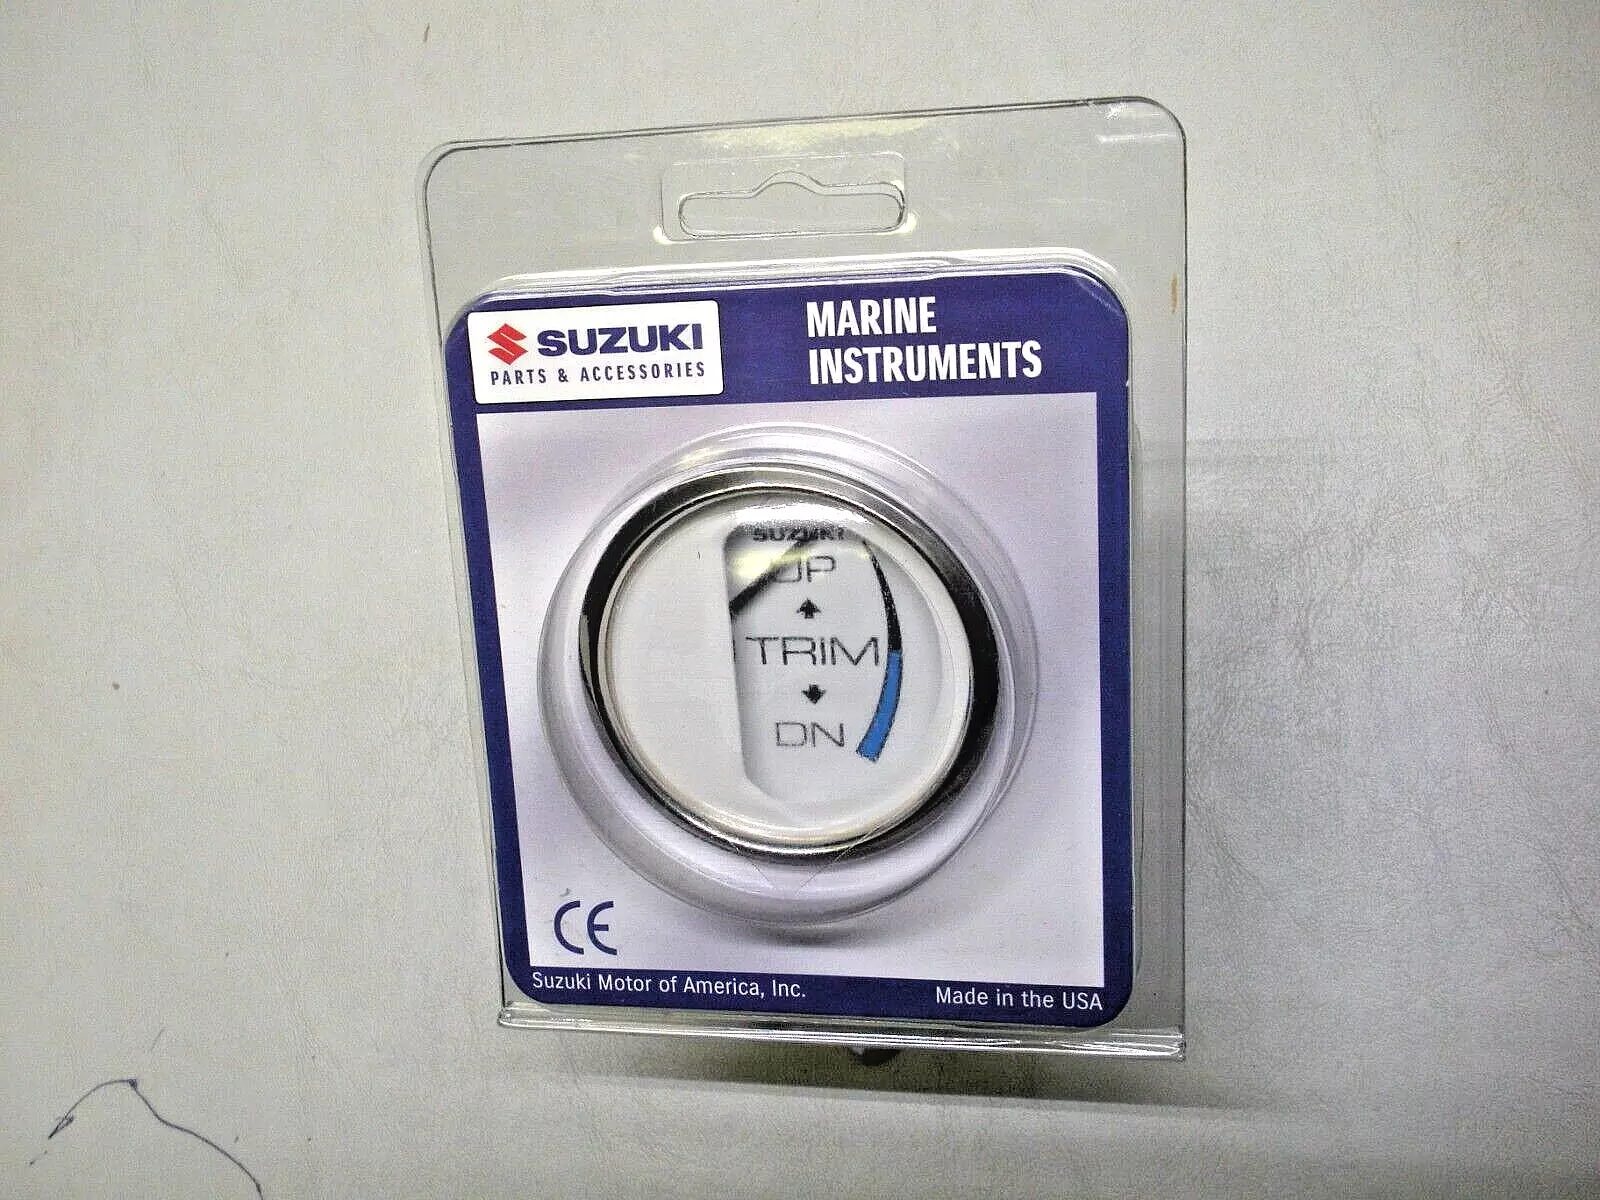 SUZUKI
PARTS & ACCESSORIES
MARINE
INSTRUMENTS
SUZUKI
UP
TRIM
DN
CE
Suzuki Motor of America, Inc.
Made in the USA